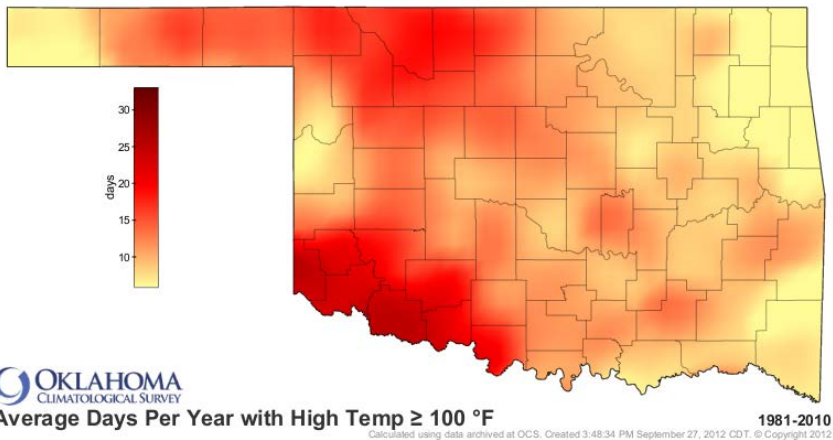 30
25
20
15
10
days
OKLAHOMA
CLIMATOLOGICAL SURVEY
Average Days Per Year with High Temp ≥ 100 °F
1981-2010
Calculated using data archived at OCS. Created 3:48:34 PM September 27, 2012 CDT. © Copyright 2012